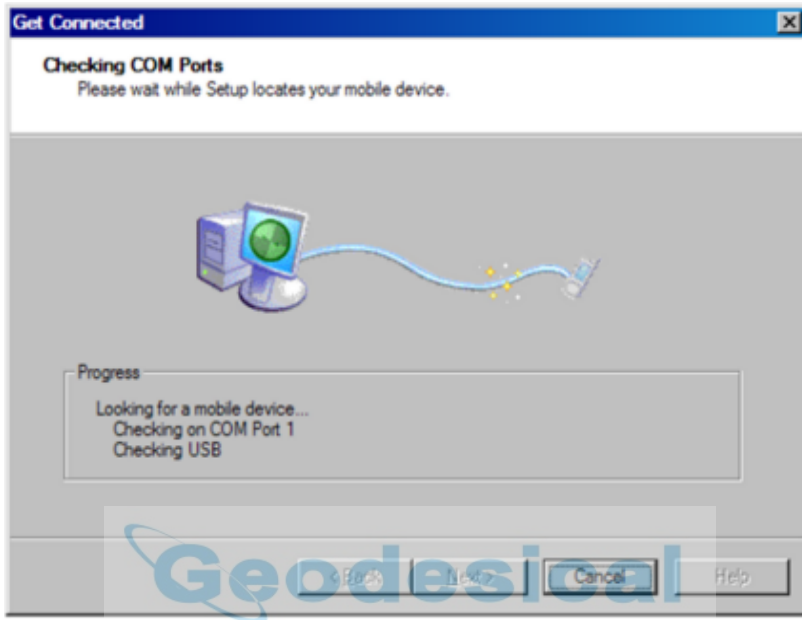 Get Connected
Checking COM Ports
Please wait while Setup locates your mobile device.
Progress
Looking for a mobile device...
Checking on COM Port 1
Checking USB
< Back Next > Cancel Help
Geodesical